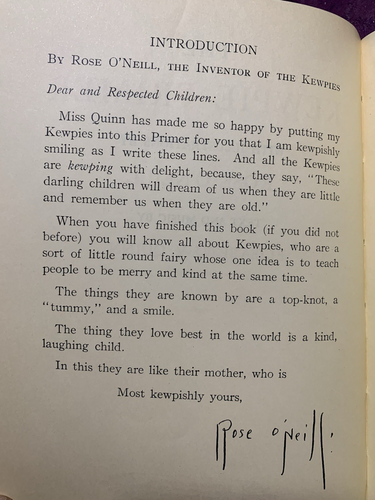 INTRODUCTION
BY ROSE O'NEILL, THE INVENTOR OF THE KEWPIES
Dear and Respected Children:
Miss Quinn has made me so happy by putting my
Kewpies into this Primer for you that I am kewpishly
smiling as I write these lines. And all the Kewpies
are kewping with delight, because, they say, "These
darling children will dream of us when they are little
and remember us when they are old."
When you have finished this book (if you did not
before) you will know all about Kewpies, who are a
sort of little round fairy whose one idea is to teach
people to be merry and kind at the same time.
The things they are known by are a top-knot, a
"tummy," and a smile.
The thing they love best in the world is a kind,
laughing child.
In this they are like their mother, who is
Most kewpishly yours,
Rose O'Neill